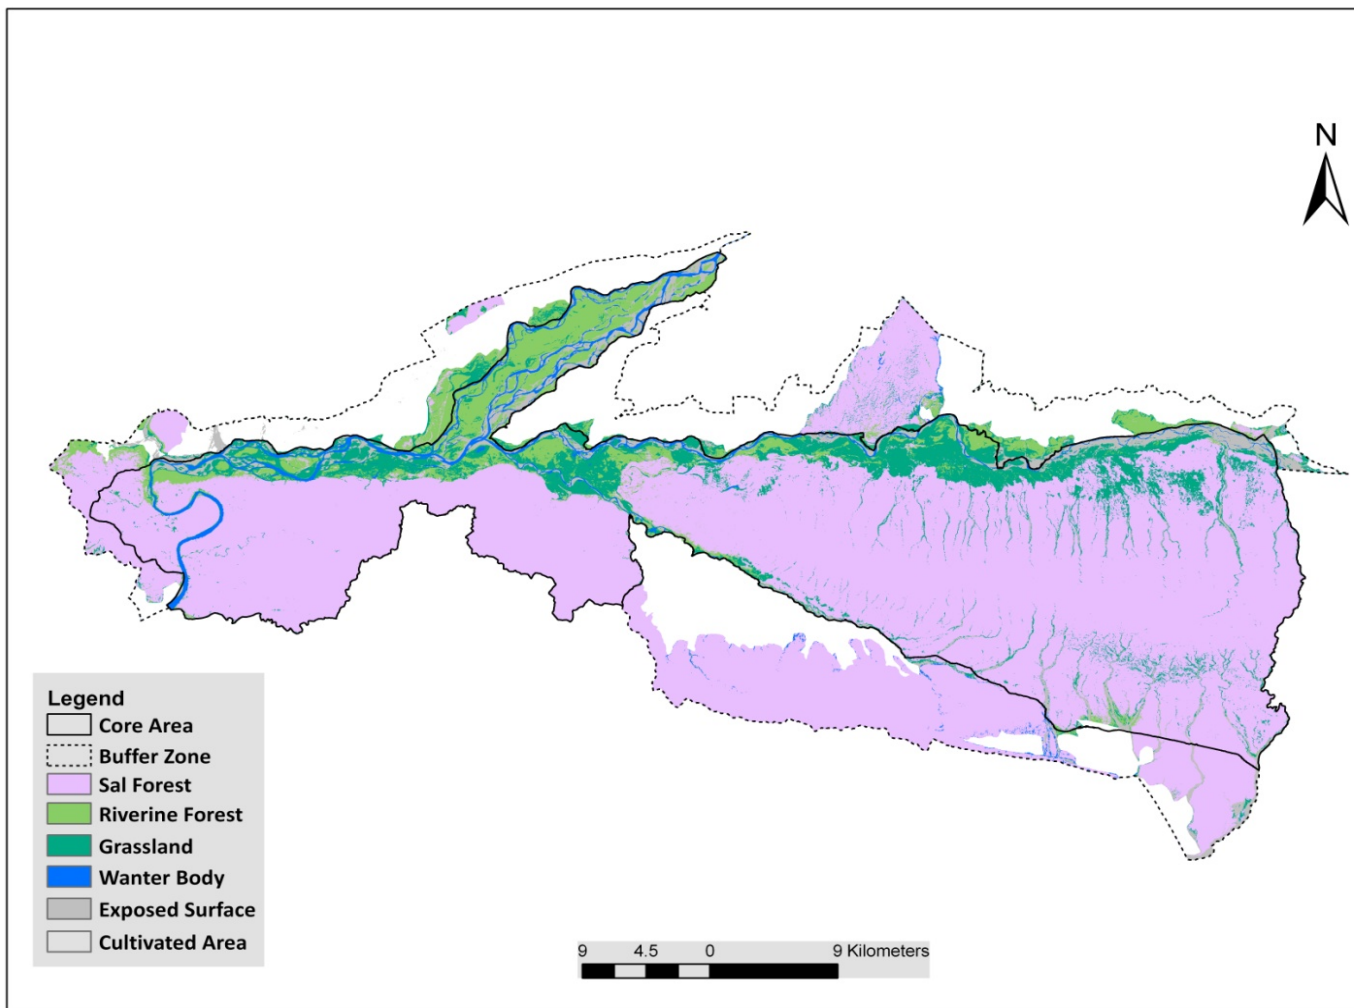 N
Legend
Core Area
Buffer Zone
Sal Forest
Riverine Forest
Grassland
Wanter Body
Exposed Surface
Cultivated Area
9 4.5 0 9 Kilometers